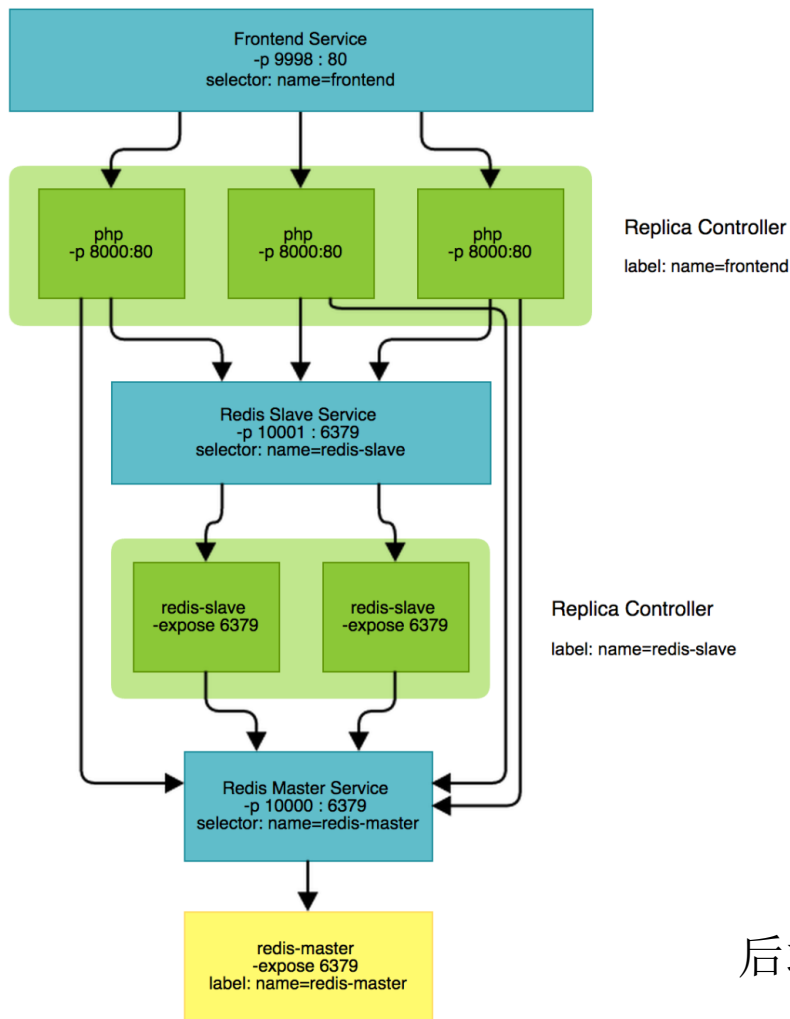 Frontend Service
-p 9998 : 80
selector: name=frontend
php
-p 8000:80
php
-p 8000:80
php
-p 8000:80
Replica Controller
label: name=frontend
Redis Slave Service
-p 10001 : 6379
selector: name=redis-slave
redis-slave
-expose 6379
redis-slave
-expose 6379
Replica Controller
label: name=redis-slave
Redis Master Service
-p 10000 : 6379
selector: name=redis-master
redis-master
-expose 6379
label: name=redis-master
后